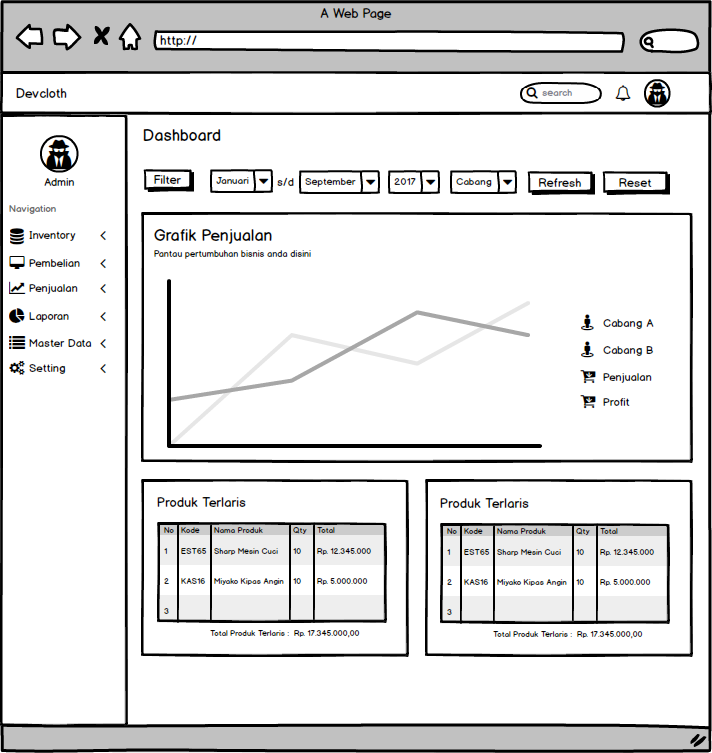 A Web Page
http://
Devcloth
search
Admin
Navigation
Inventory
Pembelian
Penjualan
Laporan
Master Data
Setting
Dashboard
Filter Januari s/d September 2017 Cabang Refresh Reset
Grafik Penjualan
Pantau pertumbuhan bisnis anda disini
Cabang A
Cabang B
Penjualan
Profit
Produk Terlaris
No Kode Nama Produk Qty Total
1 EST65 Sharp Mesin Cuci 10 Rp. 12.345.000
2 KAS16 Miyako Kipas Angin 10 Rp. 5.000.000
3
Total Produk Terlaris : Rp. 17.345.000,00
Produk Terlaris
No Kode Nama Produk Qty Total
1 EST65 Sharp Mesin Cuci 10 Rp. 12.345.000
2 KAS16 Miyako Kipas Angin 10 Rp. 5.000.000
3
Total Produk Terlaris : Rp. 17.345.000,00